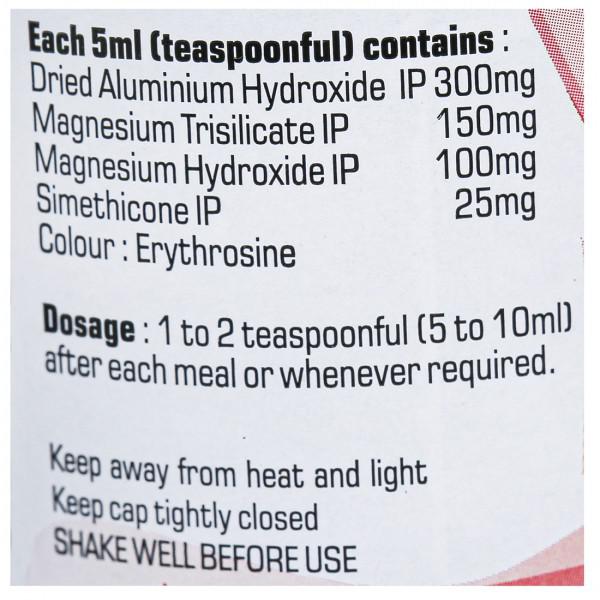 Each 5ml (teaspoonful) contains :
Dried Aluminium Hydroxide IP 300mg
Magnesium Trisilicate IP 150mg
Magnesium Hydroxide IP 100mg
Simethicone IP 25mg
Colour : Erythrosine
Dosage : 1 to 2 teaspoonful (5 to 10ml)
after each meal or whenever required.
Keep away from heat and light
Keep cap tightly closed
SHAKE WELL BEFORE USE